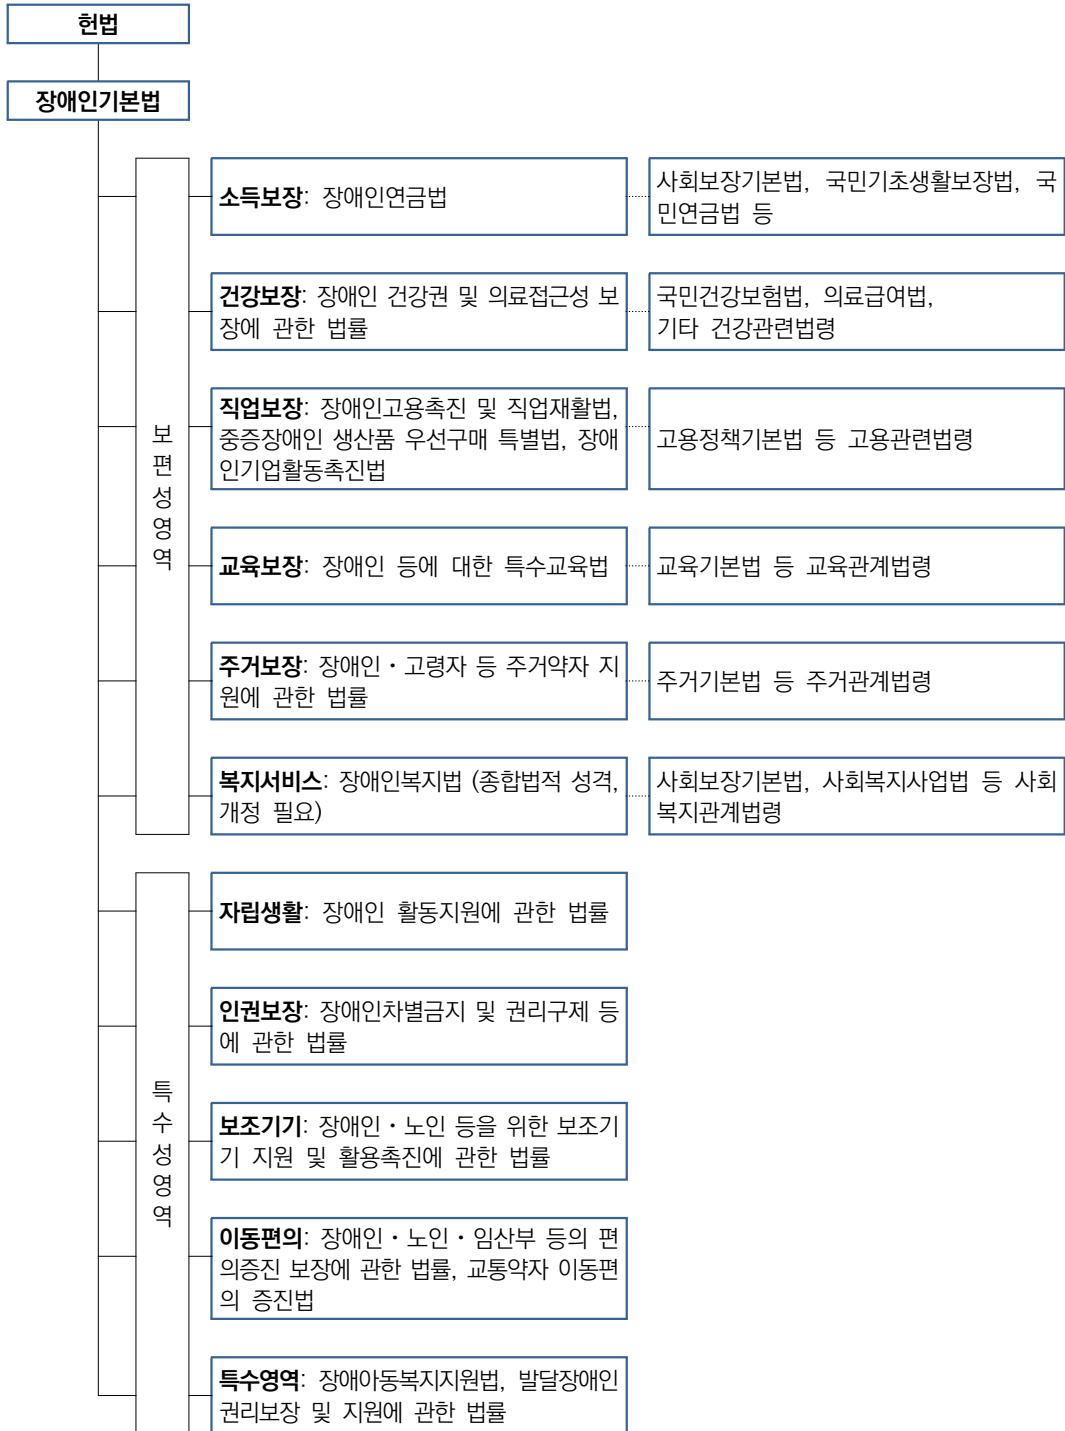 헌법
장애인기본법
보
편
성
영
역
소득보장: 장애인연금법
사회보장기본법, 국민기초생활보장법, 국
민연금법 등
건강보장: 장애인 건강권 및 의료접근성 보
장에 관한 법률
국민건강보험법, 의료급여법,
기타 건강관련법령
직업보장: 장애인고용촉진 및 직업재활법,
중증장애인 생산품 우선구매 특별법, 장애
인기업활동촉진법
고용정책기본법 등 고용관련법령
교육보장: 장애인 등에 대한 특수교육법
교육기본법 등 교육관계법령
주거보장: 장애인・고령자 등 주거약자 지
원에 관한 법률
주거기본법 등 주거관계법령
복지서비스: 장애인복지법 (종합법적 성격,
개정 필요)
사회보장기본법, 사회복지사업법 등 사회
복지관계법령
특
수
성
영
역
자립생활: 장애인 활동지원에 관한 법률
인권보장: 장애인차별금지 및 권리구제 등
에 관한 법률
보조기기: 장애인・노인 등을 위한 보조기
기 지원 및 활용촉진에 관한 법률
이동편의: 장애인・노인・임산부 등의 편
의증진 보장에 관한 법률, 교통약자 이동편
의 증진법
특수영역: 장애아동복지지원법, 발달장애인
권리보장 및 지원에 관한 법률